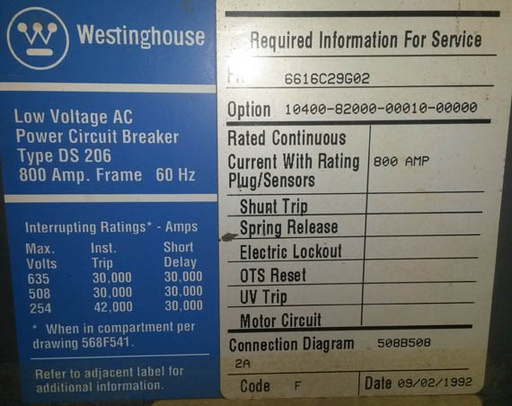 Westinghouse
Low Voltage AC
Power Circuit Breaker
Type DS 206
800 Amp. Frame 60 Hz
Interrupting Ratings* - Amps
Max. Inst. Short
Volts Trip Delay
635 30,000 30,000
508 30,000 30,000
254 42,000 30,000
* When in compartment per
drawing 568F541.
Refer to adjacent label for
additional information.
Required Information For Service
6616C29G02
Option 10400-82000-00010-00000
Rated Continuous
Current With Rating 800 AMP
Plug/Sensors
Shunt Trip
Spring Release
Electric Lockout
OTS Reset
UV Trip
Motor Circuit
Connection Diagram 508B508
2A
Code F Date 09/02/1992